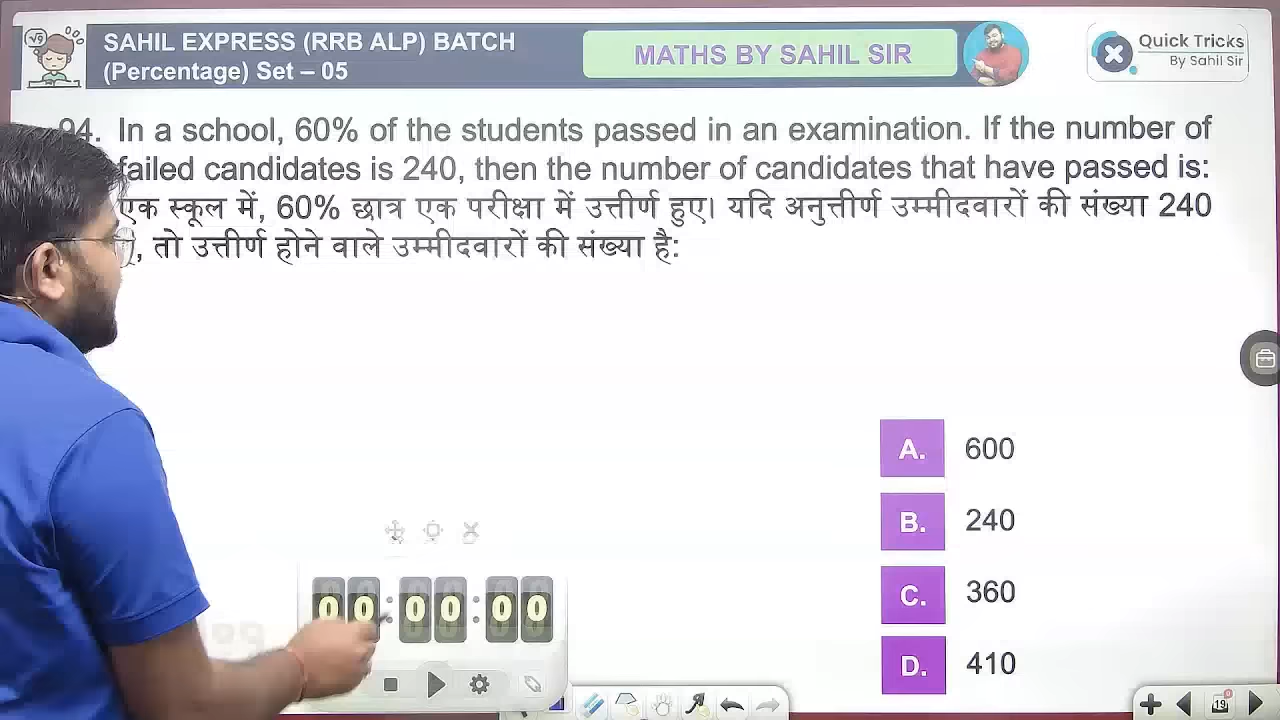 SAHIL EXPRESS (RRB ALP) BATCH
(Percentage) Set – 05
MATHS BY SAHIL SIR
Quick Tricks
By Sahil Sir
94. In a school, 60% of the students passed in an examination. If the number of
failed candidates is 240, then the number of candidates that have passed is:
एक स्कूल में, 60% छात्र एक परीक्षा में उत्तीर्ण हुए। यदि अनुत्तीर्ण उम्मीदवारों की संख्या 240
, तो उत्तीर्ण होने वाले उम्मीदवारों की संख्या है:
A. 600
B. 240
C. 360
D. 410
00:00:00
19